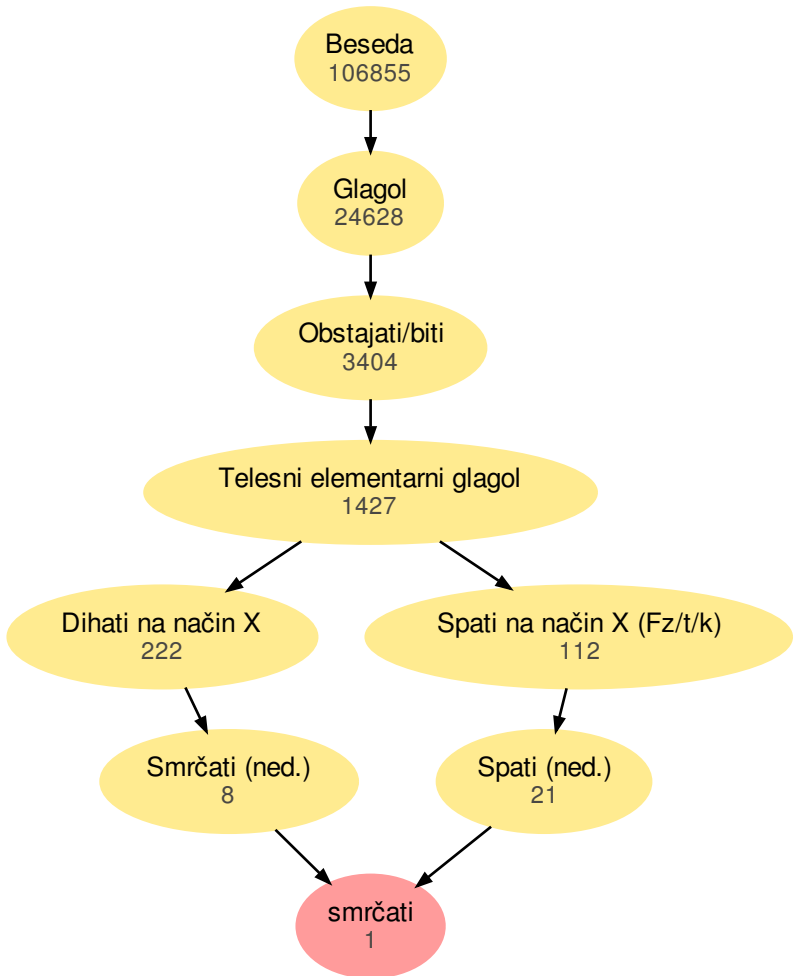 Beseda
106855
Glagol
24628
Obstajati/biti
3404
Telesni elementarni glagol
1427
Dihati na način X
222
Spati na način X (Fz/t/k)
112
Smrčati (ned.)
8
Spati (ned.)
21
smrčati
1